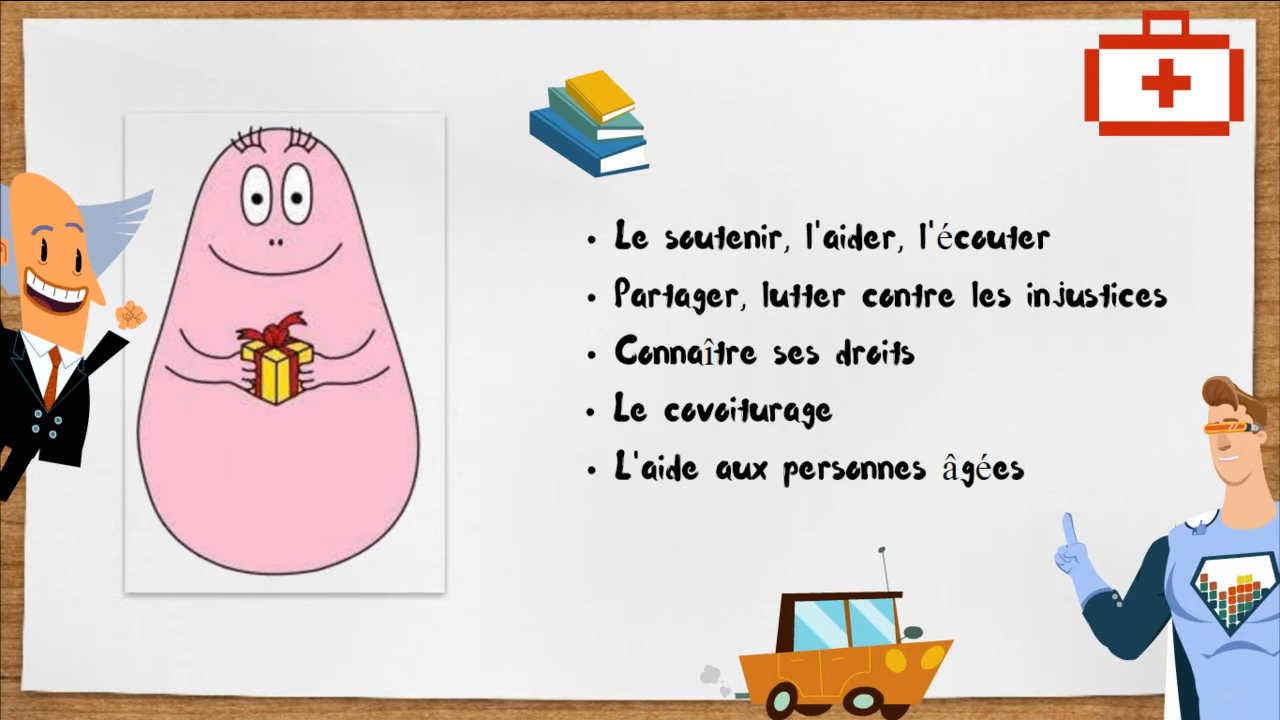 • Le soutenir, l'aider, l'écouter
• Partager, lutter contre les injustices
• Connaître ses droits
• Le covoiturage
• L'aide aux personnes âgées